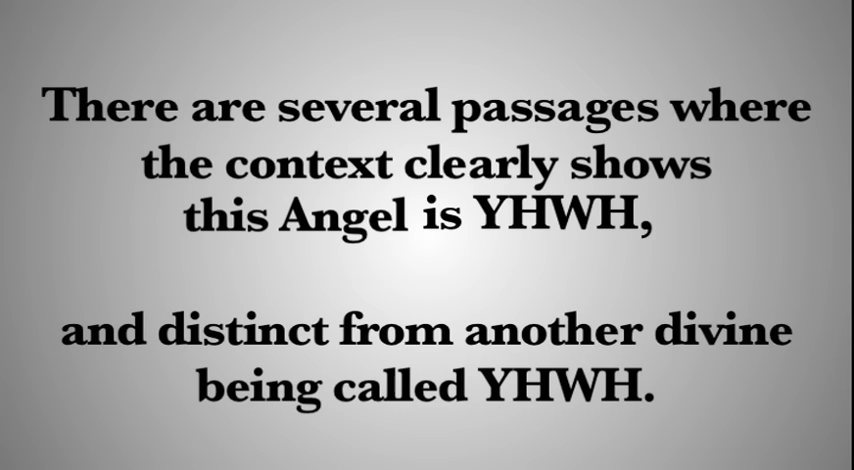 There are several passages where
the context clearly shows
this Angel is YHWH,
and distinct from another divine
being called YHWH.